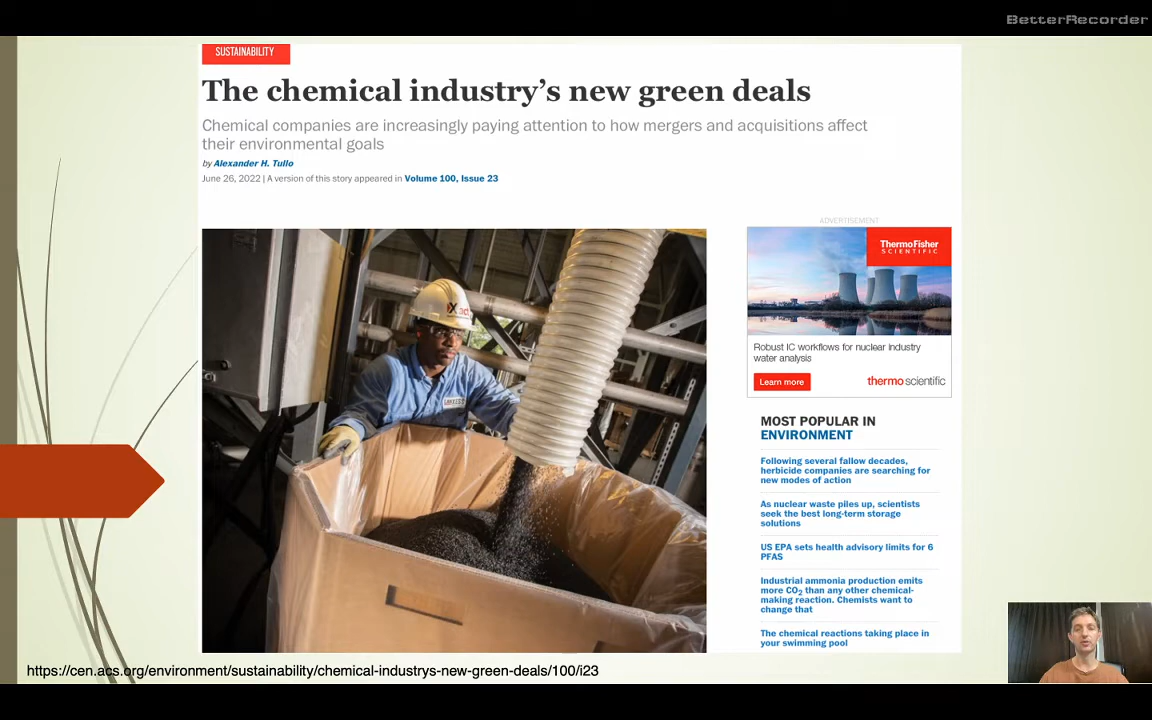 BetterRecorder
SUSTAINABILITY
The chemical industry's new green deals
Chemical companies are increasingly paying attention to how mergers and acquisitions affect
their environmental goals
by Alexander H. Tullo
June 26, 2022 | A version of this story appeared in Volume 100, Issue 23
ADVERTISEMENT
ThermoFisher
SCIENTIFIC
Robust IC workflows for nuclear industry
water analysis
Learn more
thermo scientific
MOST POPULAR IN
ENVIRONMENT
Following several fallow decades,
herbicide companies are searching for
new modes of action
As nuclear waste piles up, scientists
seek the best long-term storage
solutions
US EPA sets health advisory limits for 6
PFAS
Industrial ammonia production emits
more CO₂ than any other chemical-
making reaction. Chemists want to
change that
The chemical reactions taking place in
your swimming pool
https://cen.acs.org/environment/sustainability/chemical-industrys-new-green-deals/100/i23